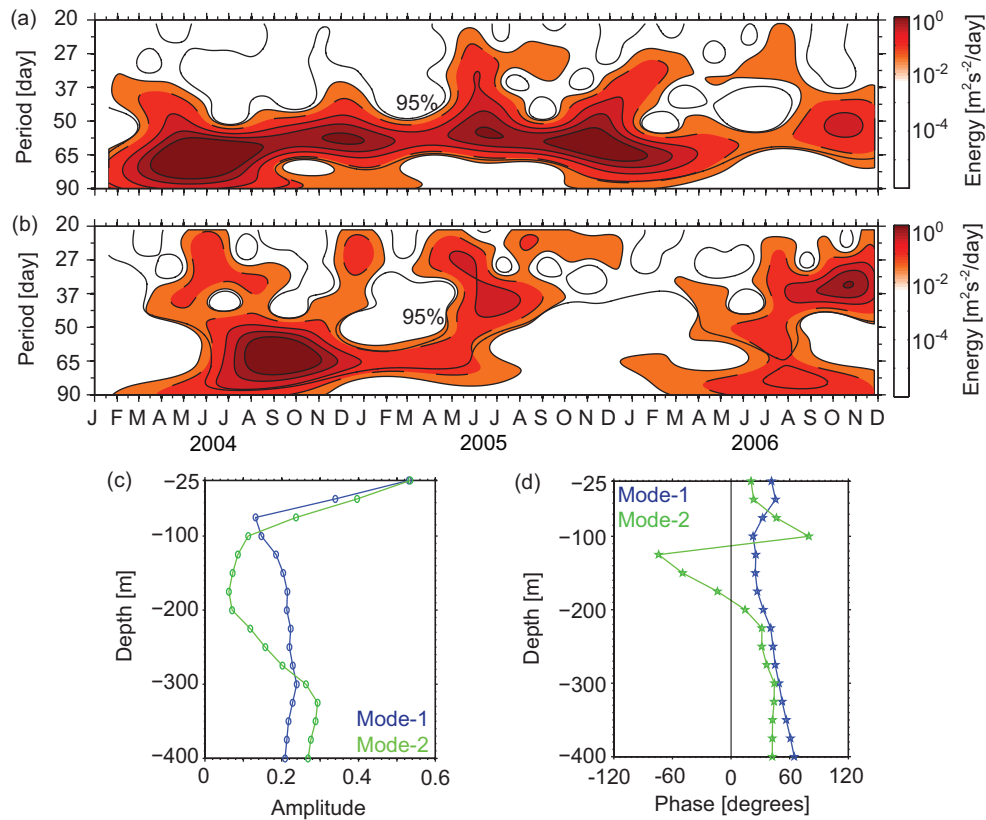 (a)
20
27
37
50
65
90
Period [day]
95%
10⁰
10⁻²
10⁻⁴
Energy [m²s⁻²/day]
(b)
20
27
37
50
65
90
Period [day]
95%
10⁰
10⁻²
10⁻⁴
Energy [m²s⁻²/day]
J F M A M J J A S O N D J F M A M J J A S O N D J F M A M J J A S O N D
2004 2005 2006
(c)
−25
−100
−200
−300
−400
Depth [m]
Mode-1
Mode-2
0 0.2 0.4 0.6
Amplitude
(d)
−25
−100
−200
−300
−400
Depth [m]
Mode-1
Mode-2
-120 -60 0 60 120
Phase [degrees]